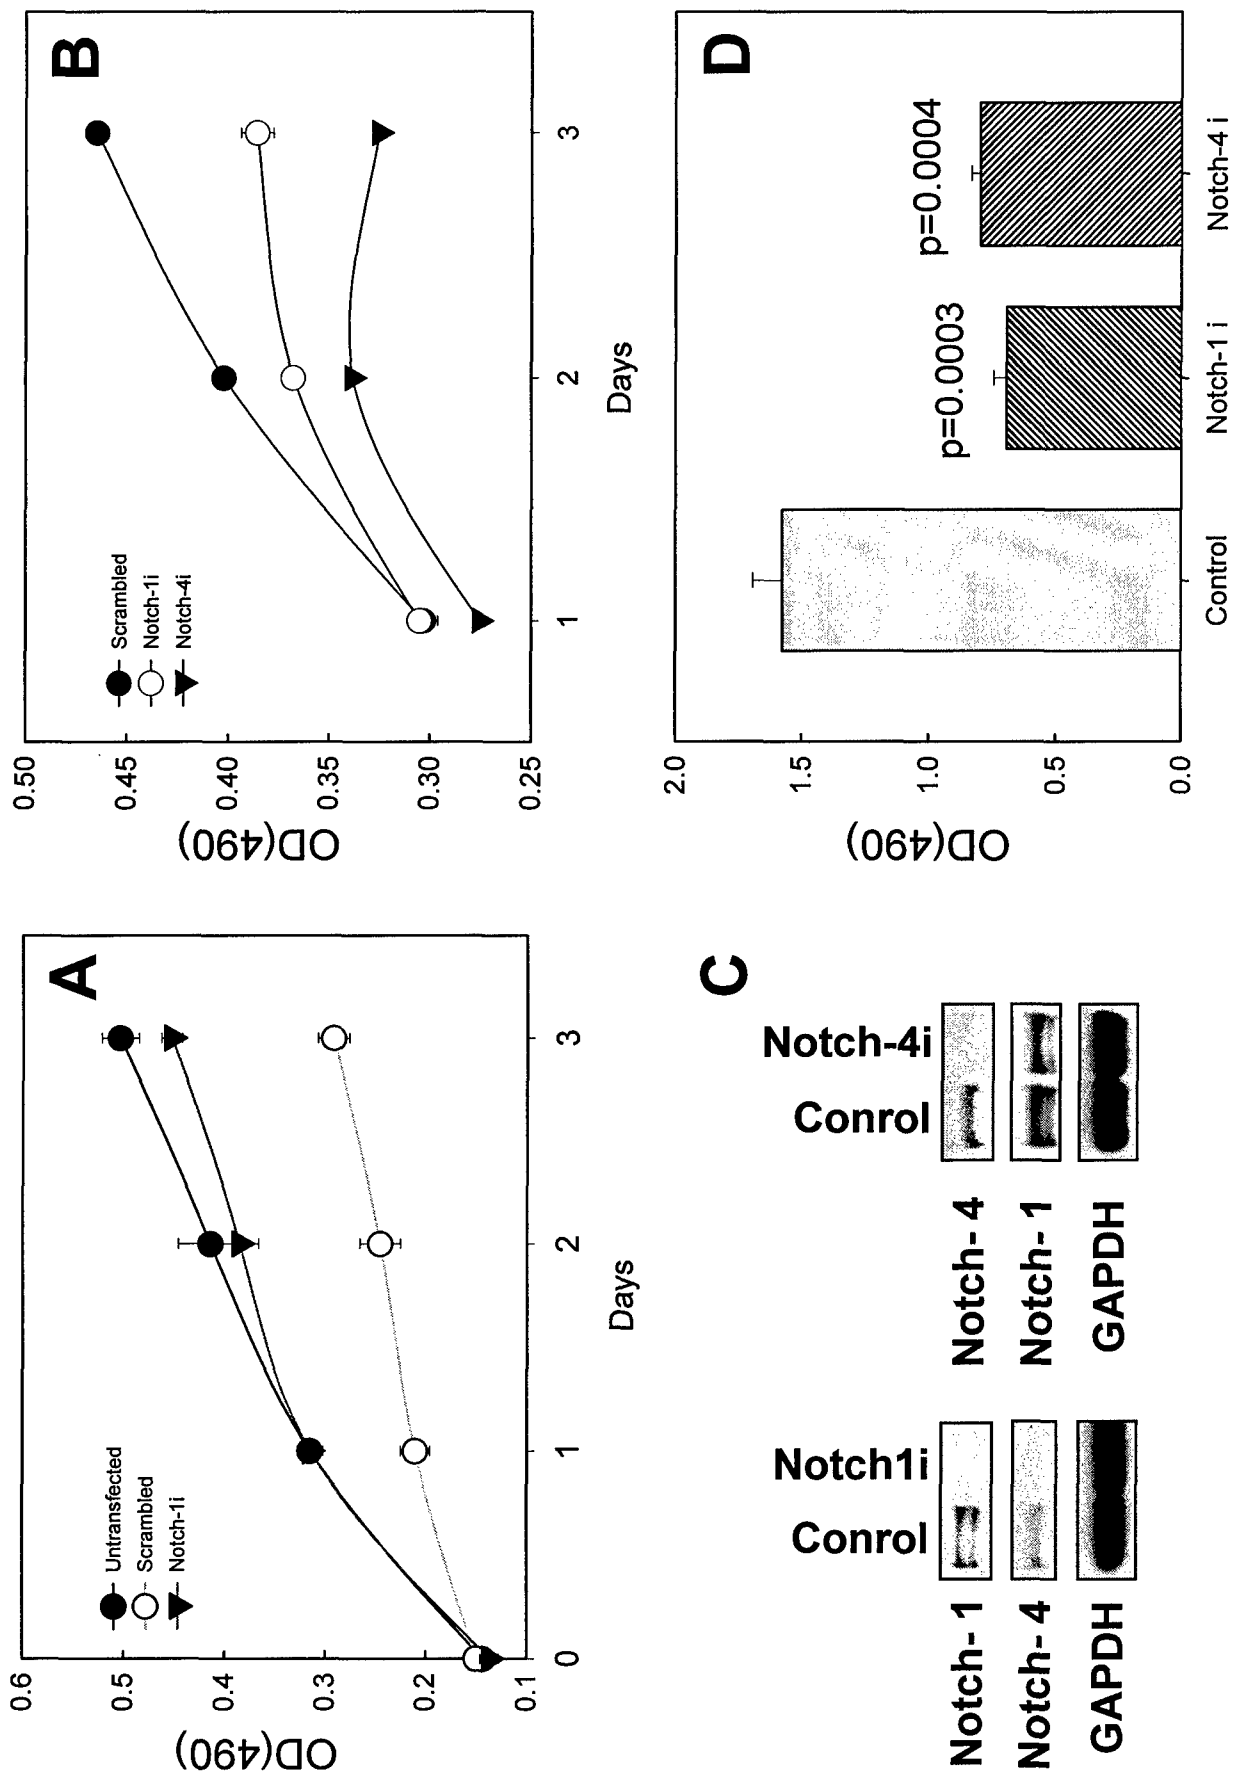 A
OD(490)
0.6
0.5
0.4
0.3
0.2
0.1
Untransfected
Scrambled
Notch-1i
0
1
2
3
Days
B
OD(490)
0.50
0.45
0.40
0.35
0.30
0.25
Scrambled
Notch-1i
Notch-4i
1
2
3
Days
C
Conrol
Notch1i
Notch- 1
Notch- 4
GAPDH
Conrol
Notch-4i
Notch- 4
Notch- 1
GAPDH
D
OD(490)
2.0
1.5
1.0
0.5
0.0
p=0.0003
p=0.0004
Control
Notch-1 i
Notch-4 i